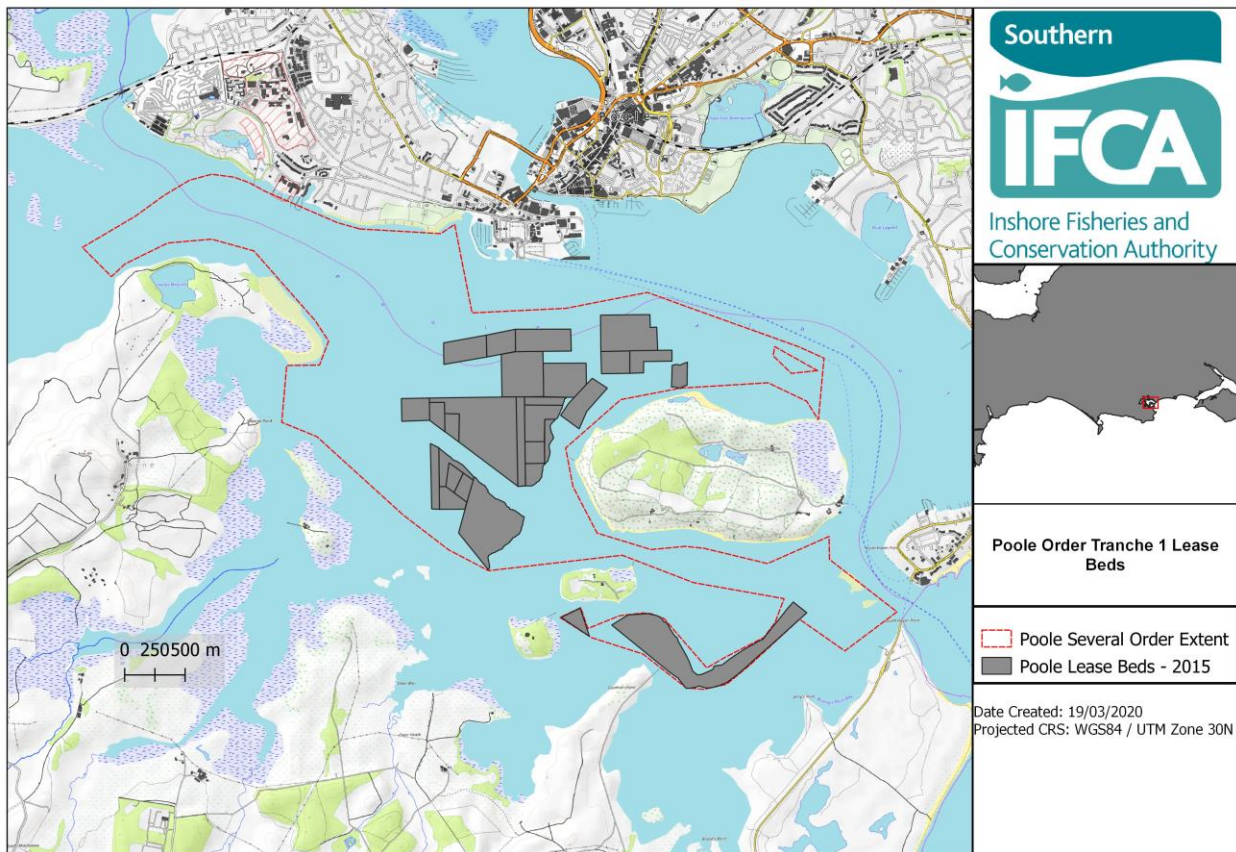 Southern
IFCA
Inshore Fisheries and
Conservation Authority
Poole Order Tranche 1 Lease
Beds
Poole Several Order Extent
Poole Lease Beds - 2015
Date Created: 19/03/2020
Projected CRS: WGS84 / UTM Zone 30N
0 250500 m